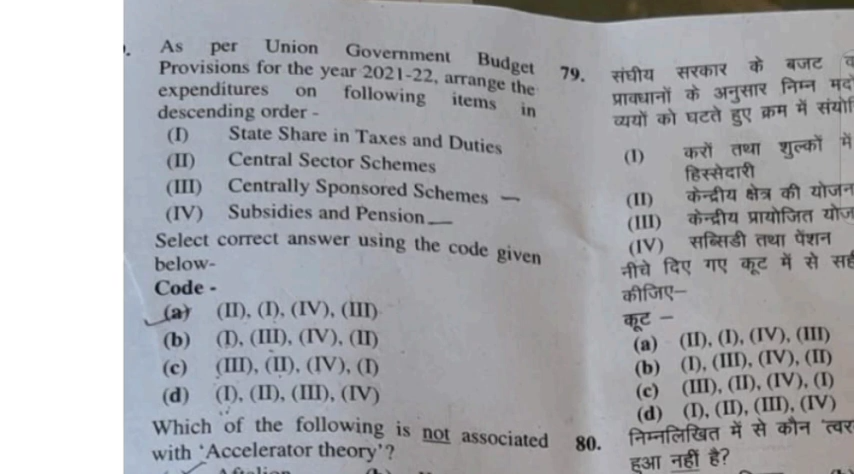 As per Union Government Budget
Provisions for the year 2021-22, arrange the
expenditures on following items in
descending order -
(I) State Share in Taxes and Duties
(II) Central Sector Schemes
(III) Centrally Sponsored Schemes
(IV) Subsidies and Pension
Select correct answer using the code given
below-
Code -
(a) (II), (I), (IV), (III)
(b) (I), (III), (IV), (II)
(c) (III), (II), (IV), (I)
(d) (I), (II), (III), (IV)
Which of the following is not associated
with ‘Accelerator theory’?
79. संघीय सरकार के बजट
प्रावधानों के अनुसार निम्न
व्ययों को घटते हुए क्रम में
(I) करों तथा शुल्कों में
हिस्सेदारी
(II) केन्द्रीय क्षेत्र की
(III) केन्द्रीय प्रायोजित
(IV) सब्सिडी तथा पेंशन
नीचे दिए गए कूट में से
कीजिए–
कूट –
(a) (II), (I), (IV), (III)
(b) (I), (III), (IV), (II)
(c) (III), (II), (IV), (I)
(d) (I), (II), (III), (IV)
80. निम्नलिखित में से कौन
हुआ नहीं है?